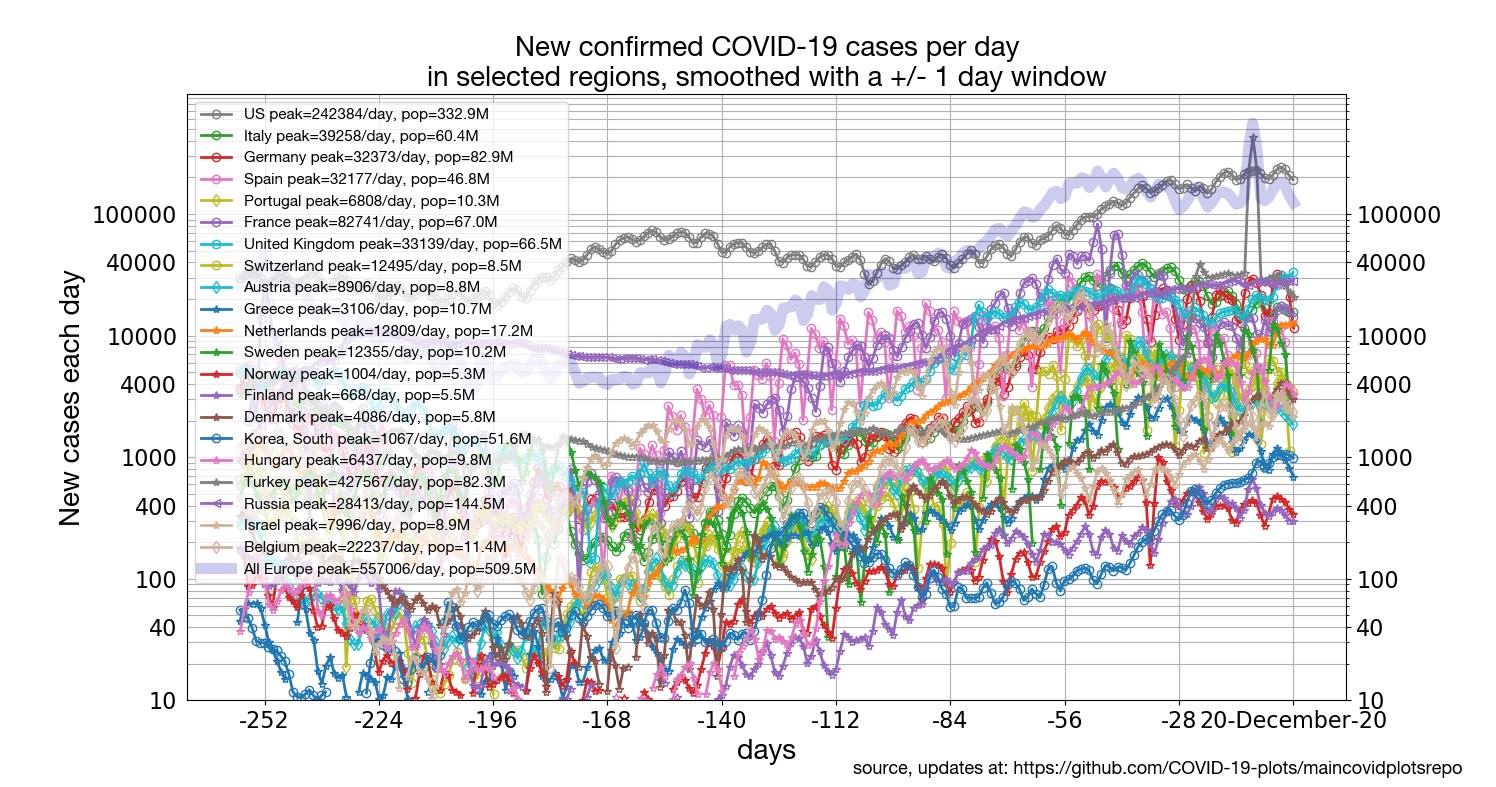 New confirmed COVID-19 cases per day
in selected regions, smoothed with a +/- 1 day window
US peak=242384/day, pop=332.9M
Italy peak=39258/day, pop=60.4M
Germany peak=32373/day, pop=82.9M
Spain peak=32177/day, pop=46.8M
Portugal peak=6808/day, pop=10.3M
France peak=82741/day, pop=67.0M
United Kingdom peak=33139/day, pop=66.5M
Switzerland peak=12495/day, pop=8.5M
Austria peak=8906/day, pop=8.8M
Greece peak=3106/day, pop=10.7M
Netherlands peak=12809/day, pop=17.2M
Sweden peak=12355/day, pop=10.2M
Norway peak=1004/day, pop=5.3M
Finland peak=668/day, pop=5.5M
Denmark peak=4086/day, pop=5.8M
Korea, South peak=1067/day, pop=51.6M
Hungary peak=6437/day, pop=9.8M
Turkey peak=427567/day, pop=82.3M
Russia peak=28413/day, pop=144.5M
Israel peak=7996/day, pop=8.9M
Belgium peak=22237/day, pop=11.4M
All Europe peak=557006/day, pop=509.5M
New cases each day
100000
40000
10000
4000
1000
400
100
40
10
100000
40000
10000
4000
1000
400
100
40
10
-252 -224 -196 -168 -140 -112 -84 -56 -28 20-December-20
days
source, updates at: https://github.com/COVID-19-plots/maincovidplotsrepo